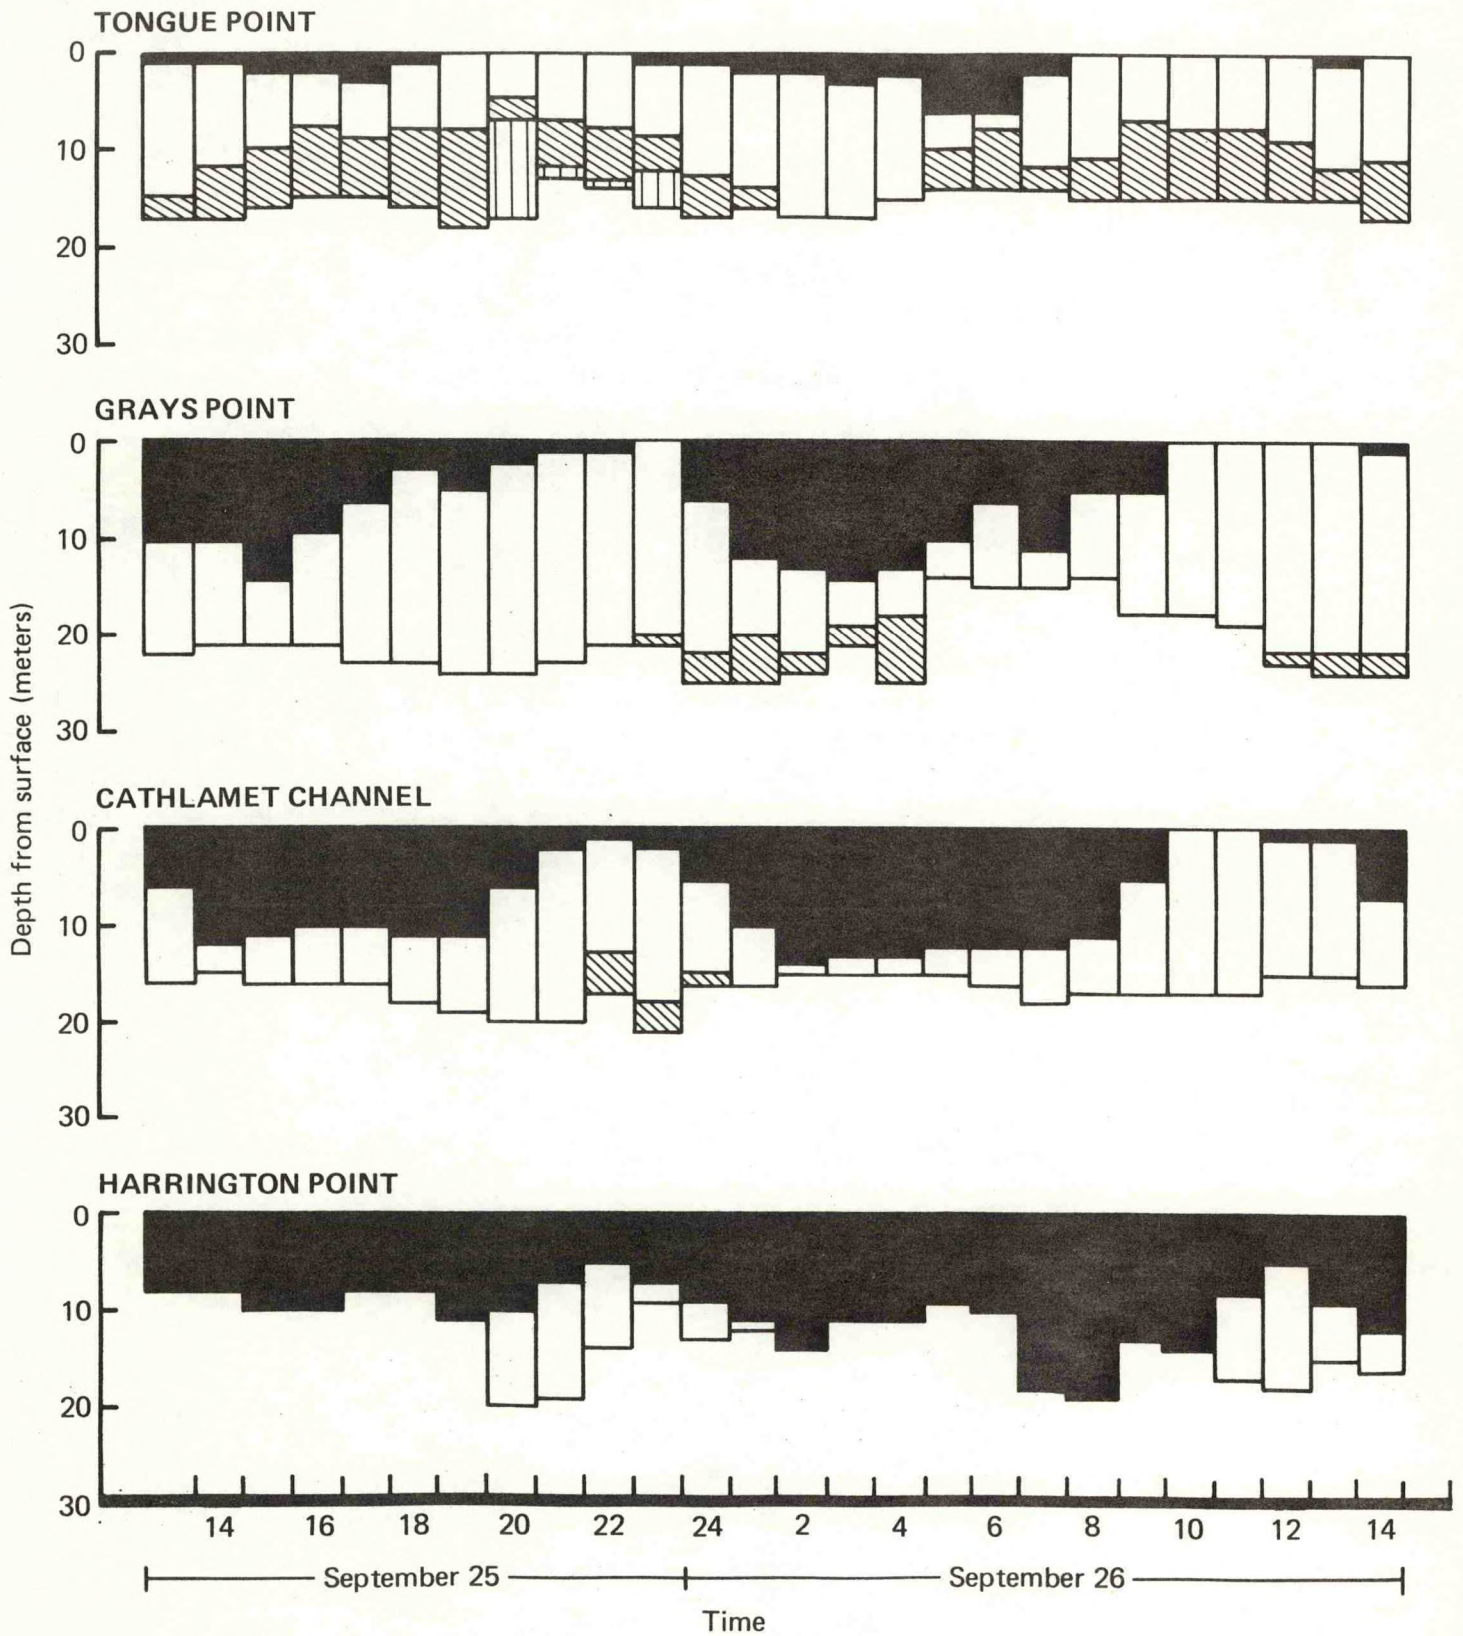 TONGUE POINT
0
10
20
30
GRAYS POINT
0
10
20
30
Depth from surface (meters)
CATHLAMET CHANNEL
0
10
20
30
HARRINGTON POINT
0
10
20
30
14 16 18 20 22 24 2 4 6 8 10 12 14
September 25 September 26
Time